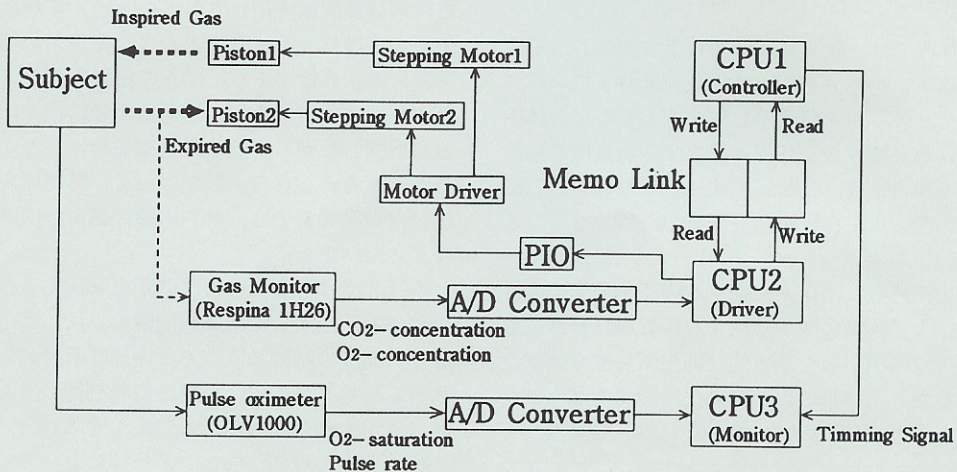 Inspired Gas
Subject
Piston1
Stepping Motor1
CPU1
(Controller)
Piston2
Stepping Motor2
Expired Gas
Write
Read
Motor Driver
Memo Link
Read
Write
PIO
Gas Monitor
(Respina 1H26)
A/D Converter
CPU2
(Driver)
CO2-concentration
O2-concentration
Pulse oximeter
(OLV1000)
A/D Converter
CPU3
(Monitor)
Timming Signal
O2-saturation
Pulse rate